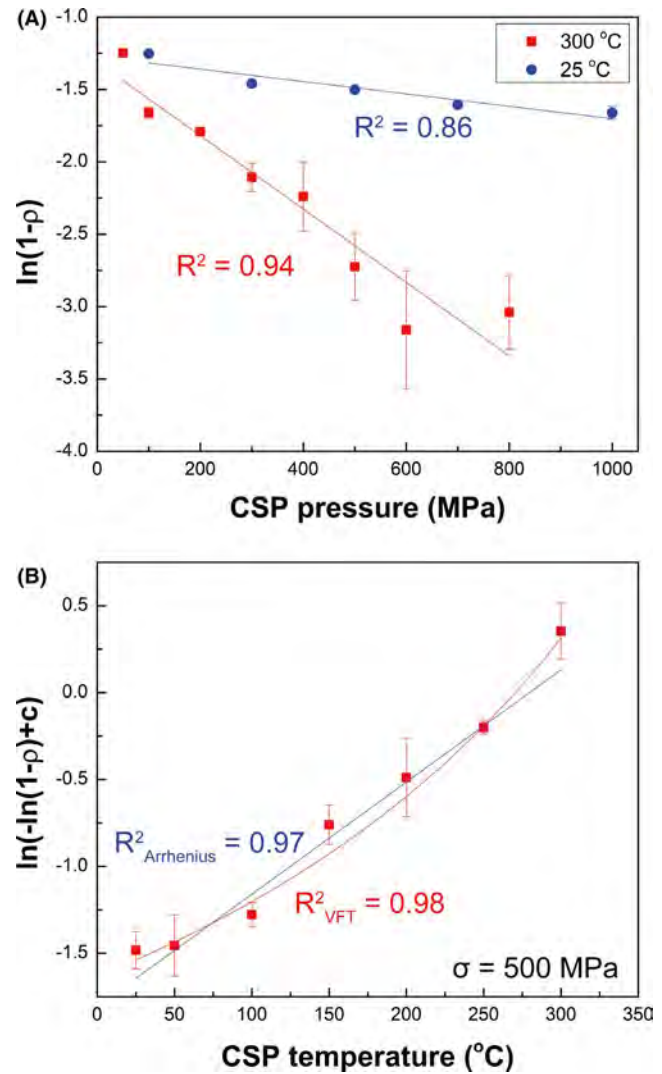 (A)
300 °C
25 °C
-1.0
-1.5
-2.0
-2.5
-3.0
-3.5
-4.0
R² = 0.86
R² = 0.94
ln(1-ρ)
0 200 400 600 800 1000
CSP pressure (MPa)
(B)
0.5
0.0
-0.5
-1.0
-1.5
ln(-ln(1-ρ)+c)
R²Arrhenius = 0.97
R²VFT = 0.98
σ = 500 MPa
0 50 100 150 200 250 300 350
CSP temperature (°C)